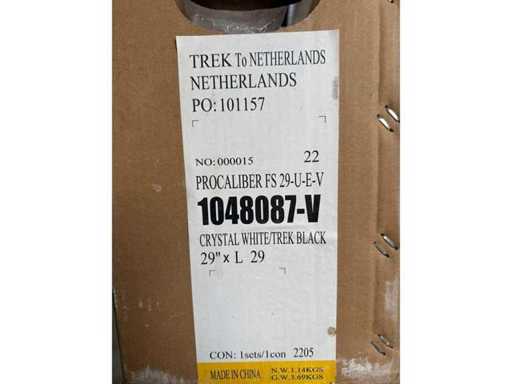 TREK To NETHERLANDS
NETHERLANDS
PO: 101157
NO: 000015 22
PROCALIBER FS 29-U-E-V
1048087-V
CRYSTAL WHITE/TREK BLACK
29" x L 29
CON: 1sets/1con 2205
MADE IN CHINA N.W. 1.14KGS
G.W. 1.69KGS